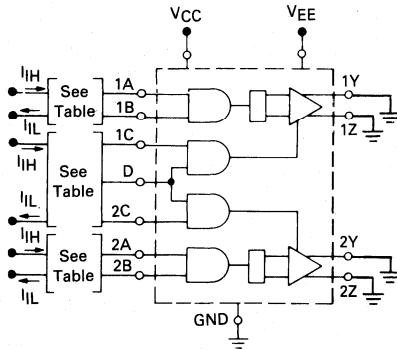 VCC VEE
IIH See Table 1A 1Y
IIL 1B 1Z
IIH See Table 1C
D
IIL 2C
IIH See Table 2A 2Y
IIL 2B 2Z
GND